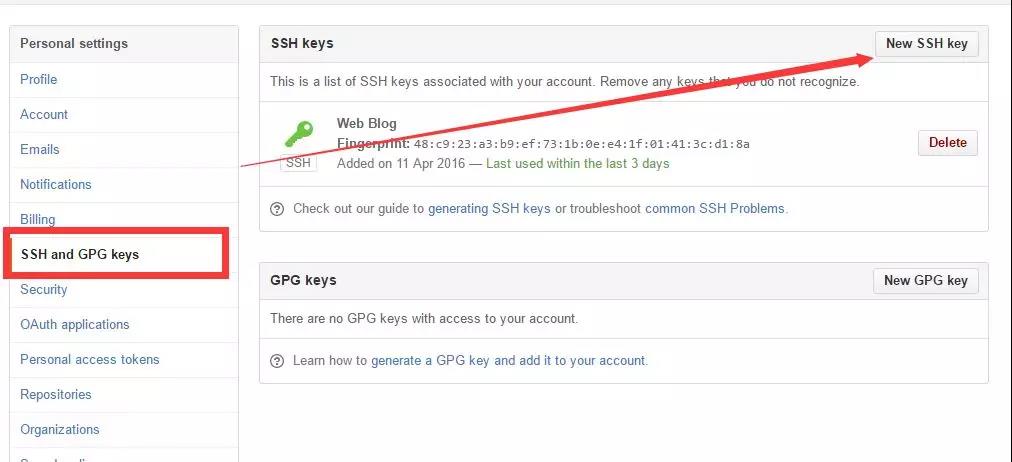 Personal settings
Profile
Account
Emails
Notifications
Billing
SSH and GPG keys
Security
OAuth applications
Personal access tokens
Repositories
Organizations
SSH keys
New SSH key
This is a list of SSH keys associated with your account. Remove any keys that you do not recognize.
Web Blog
Fingerprint: 48:c9:23:a3:b9:ef:73:1b:0e:e4:1f:01:41:3c:d1:8a
SSH
Added on 11 Apr 2016 — Last used within the last 3 days
Delete
Check out our guide to generating SSH keys or troubleshoot common SSH Problems.
GPG keys
New GPG key
There are no GPG keys with access to your account.
Learn how to generate a GPG key and add it to your account.